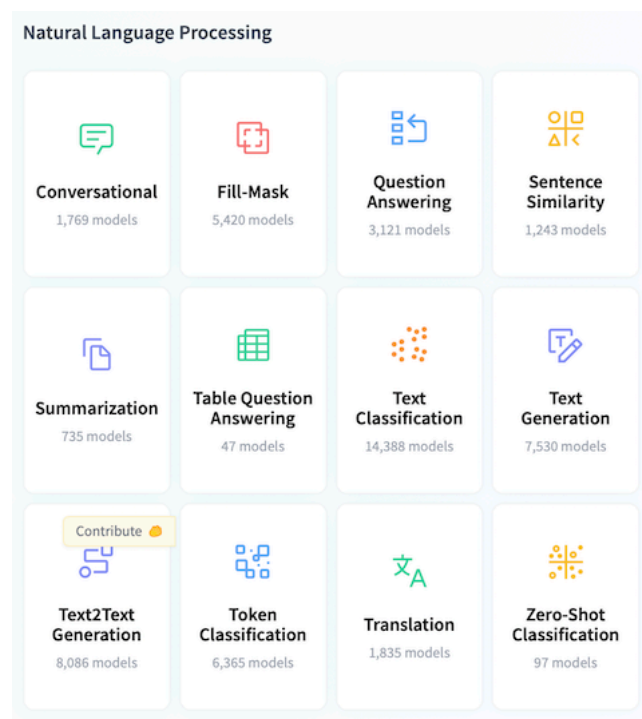 Natural Language Processing
Conversational
1,769 models
Fill-Mask
5,420 models
Question
Answering
3,121 models
Sentence
Similarity
1,243 models
Summarization
735 models
Table Question
Answering
47 models
Text
Classification
14,388 models
Text
Generation
7,530 models
Contribute
Text2Text
Generation
8,086 models
Token
Classification
6,365 models
文A
Translation
1,835 models
Zero-Shot
Classification
97 models